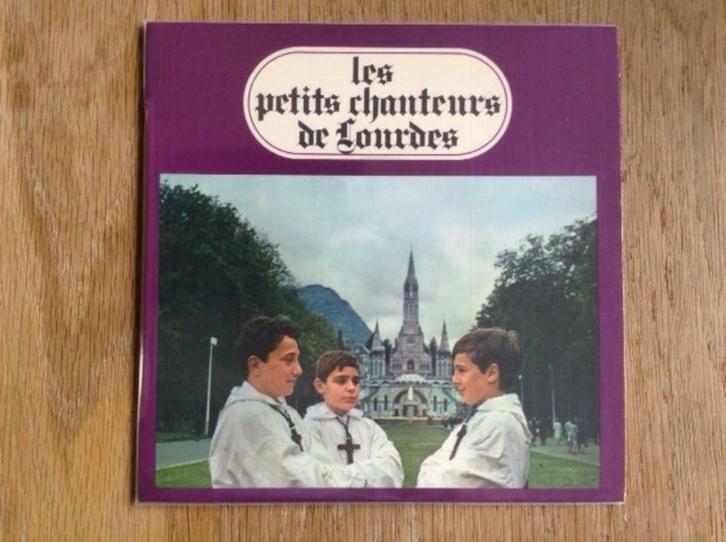 les
petits chanteurs
de Lourdes